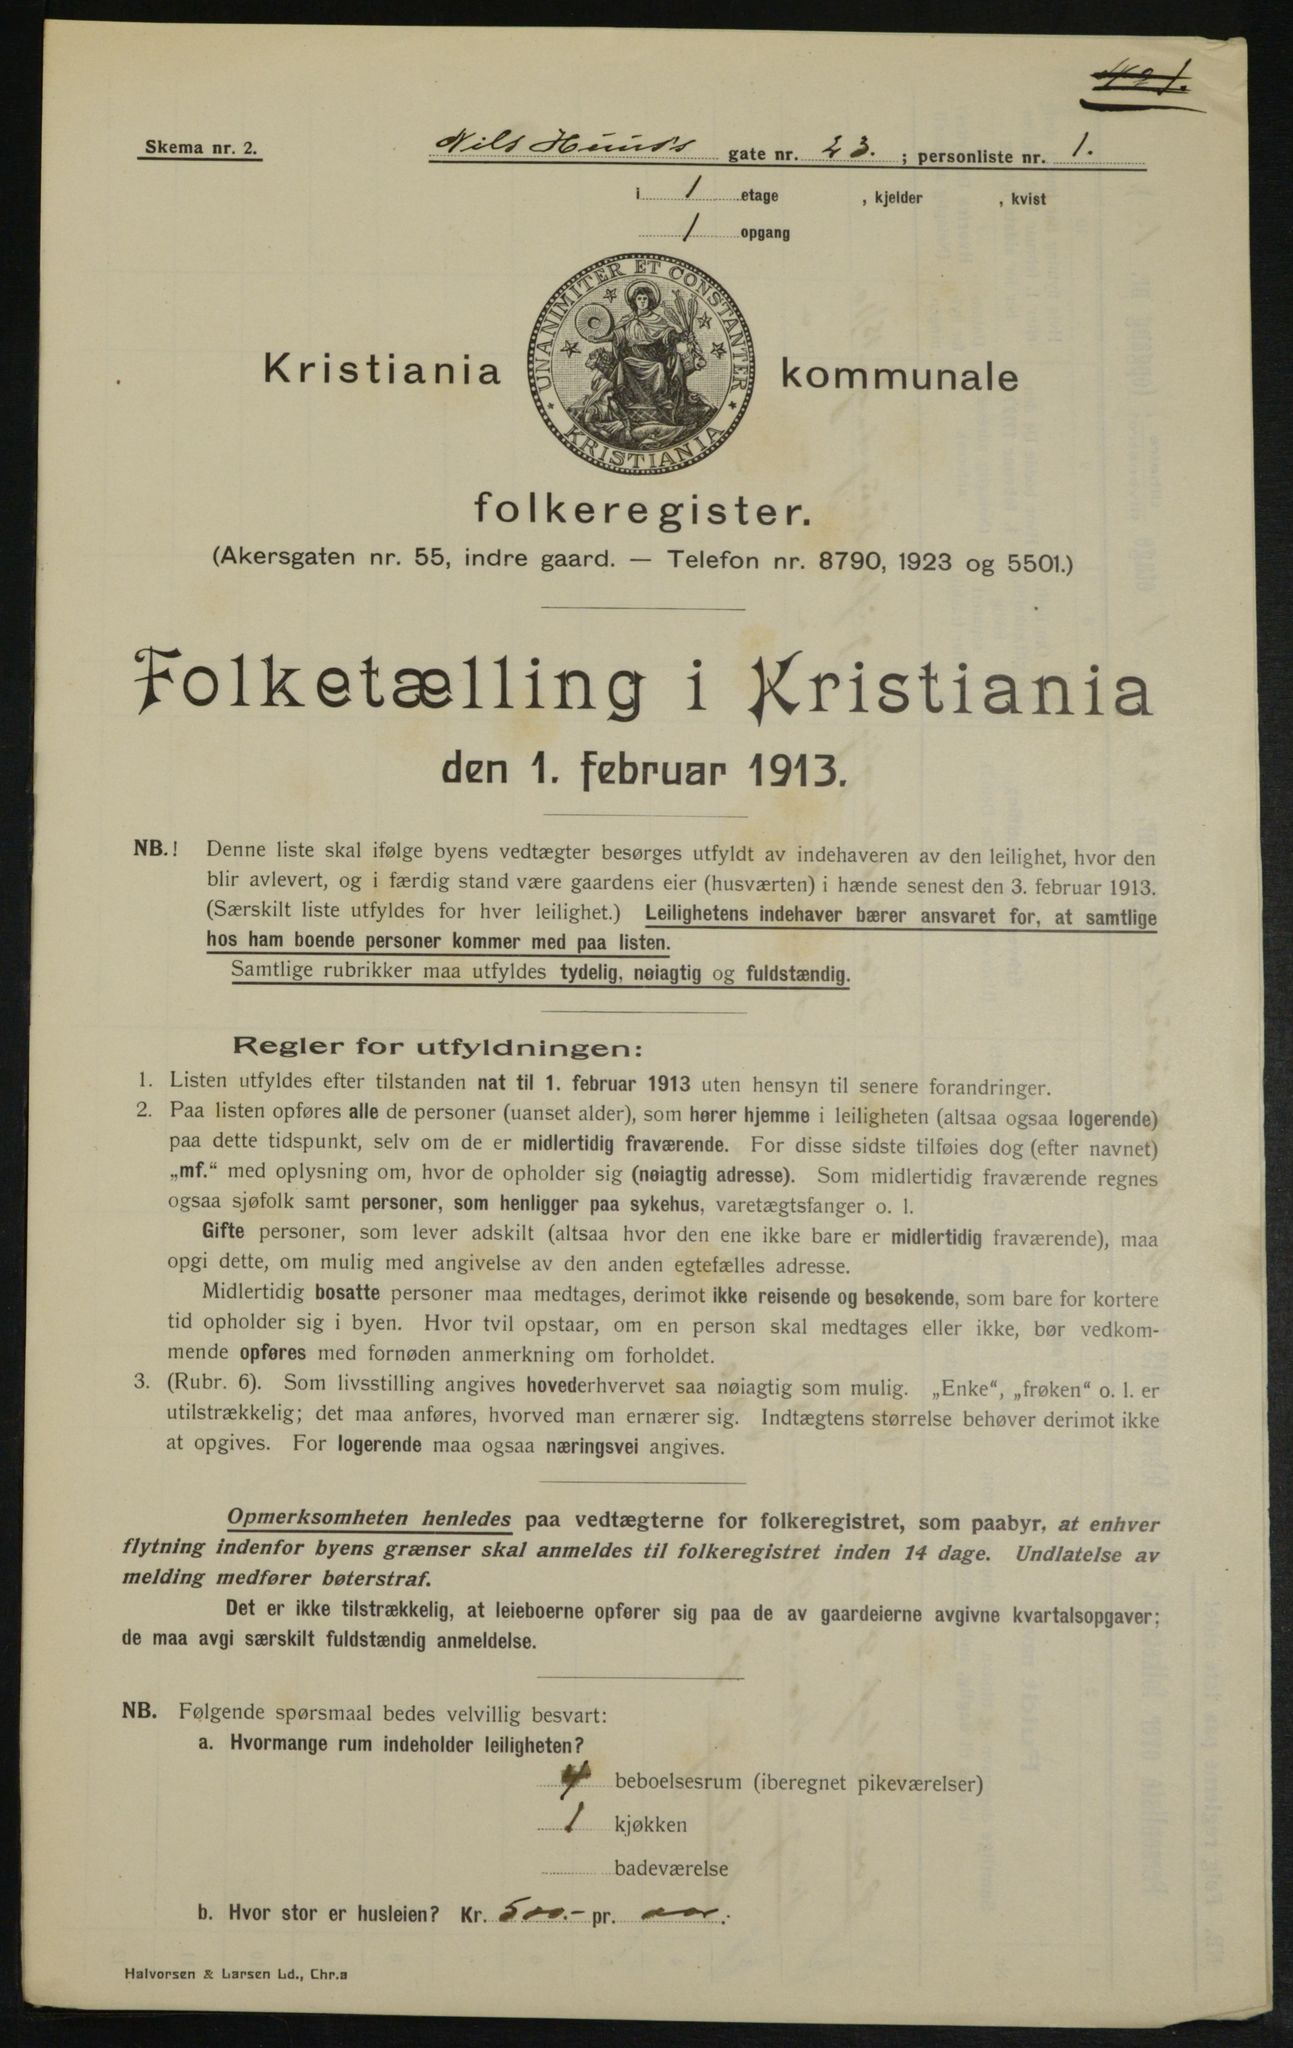 Skema nr. 2.
Nils Huus's gate nr. 23. ; personliste nr. 1.
i 1 etage , kjelder , kvist
1 opgang
UNANIMITER ET CONSTANTER
KRISTIANIA
Kristiania kommunale
folkeregister.
(Akersgaten nr. 55, indre gaard. — Telefon nr. 8790, 1923 og 5501.)
Folketælling i Kristiania
den 1. februar 1913.
NB.! Denne liste skal ifølge byens vedtægter besørges utfyldt av indehaveren av den leilighet, hvor den
blir avlevert, og i færdig stand være gaardens eier (husværten) i hænde senest den 3. februar 1913.
(Særskilt liste utfyldes for hver leilighet.) Leilighetens indehaver bærer ansvaret for, at samtlige
hos ham boende personer kommer med paa listen.
Samtlige rubrikker maa utfyldes tydelig, nøiagtig og fuldstændig.
Regler for utfyldningen:
1. Listen utfyldes efter tilstanden nat til 1. februar 1913 uten hensyn til senere forandringer.
2. Paa listen opføres alle de personer (uanset alder), som hører hjemme i leiligheten (altsaa ogsaa logerende)
paa dette tidspunkt, selv om de er midlertidig fraværende. For disse sidste tilføies dog (efter navnet)
„mf.“ med oplysning om, hvor de opholder sig (nøiagtig adresse). Som midlertidig fraværende regnes
ogsaa sjøfolk samt personer, som henligger paa sykehus, varetægtsfanger o. l.
Gifte personer, som lever adskilt (altsaa hvor den ene ikke bare er midlertidig fraværende), maa
opgi dette, om mulig med angivelse av den anden egtefælles adresse.
Midlertidig bosatte personer maa medtages, derimot ikke reisende og besøkende, som bare for kortere
tid opholder sig i byen. Hvor tvil opstaar, om en person skal medtages eller ikke, bør vedkom-
mende opføres med fornøden anmerkning om forholdet.
3. (Rubr. 6). Som livsstilling angives hovederhvervet saa nøiagtig som mulig. „Enke“, „frøken“ o. l. er
utilstrækkelig; det maa anføres, hvorved man ernærer sig. Indtægtens størrelse behøver derimot ikke
at opgives. For logerende maa ogsaa næringsvei angives.
Opmerksomheten henledes paa vedtægterne for folkeregistret, som paabyr, at enhver
flytning indenfor byens grænser skal anmeldes til folkeregistret inden 14 dage. Undlatelse av
melding medfører bøterstraf.
Det er ikke tilstrækkelig, at leieboerne opfører sig paa de av gaardeierne avgivne kvartalsopgaver;
de maa avgi særskilt fuldstændig anmeldelse.
NB. Følgende spørsmaal bedes velvillig besvart:
a. Hvormange rum indeholder leiligheten?
4 beboelsesrum (iberegnet pikeværelser)
1 kjøkken
badeværelse
b. Hvor stor er husleien? Kr. 500.- pr. aar.
Halvorsen & Larsen Ld., Chr.a